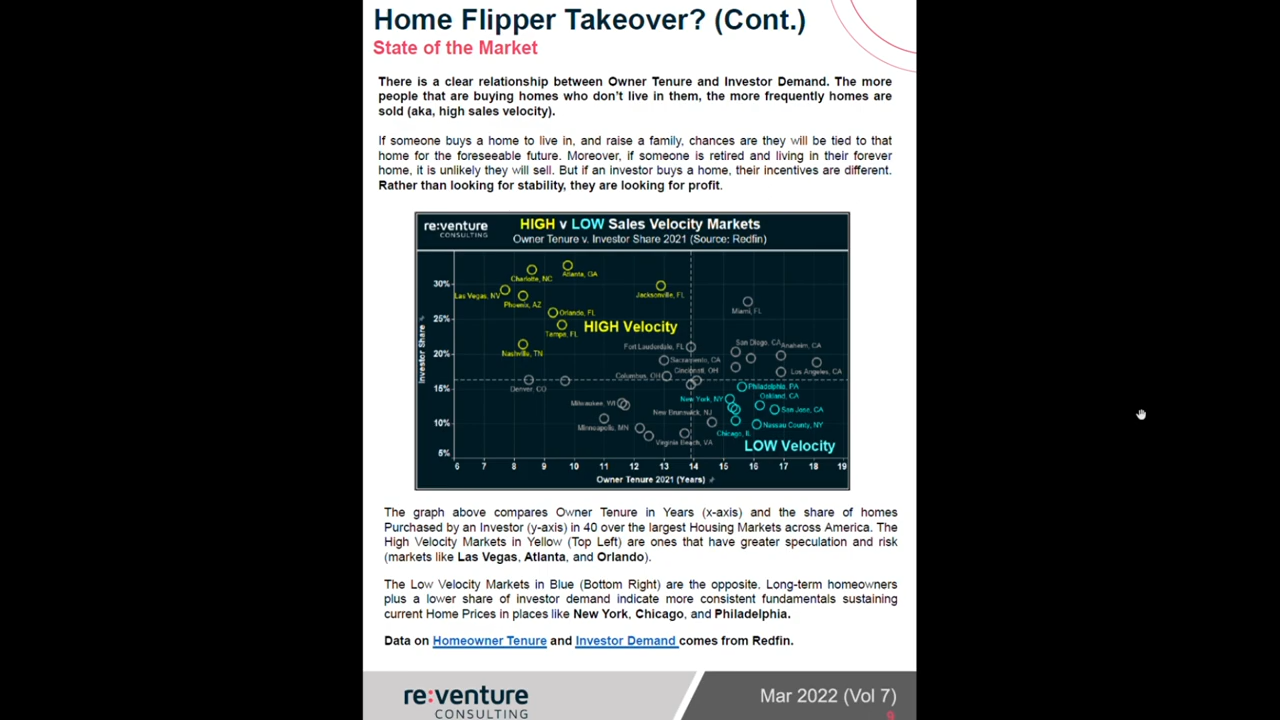 Home Flipper Takeover? (Cont.)
State of the Market
There is a clear relationship between Owner Tenure and Investor Demand. The more
people that are buying homes who don't live in them, the more frequently homes are
sold (aka, high sales velocity).
If someone buys a home to live in, and raise a family, chances are they will be tied to that
home for the foreseeable future. Moreover, if someone is retired and living in their forever
home, it is unlikely they will sell. But if an investor buys a home, their incentives are different.
Rather than looking for stability, they are looking for profit.
re:venture
CONSULTING
HIGH v LOW Sales Velocity Markets
Owner Tenure v. Investor Share 2021 (Source: Redfin)
Investor Share
30%
25%
20%
15%
10%
5%
Charlotte, NC
Atlanta, GA
Las Vegas, NV
Phoenix, AZ
Jacksonville, FL
Orlando, FL
Miami, FL
HIGH Velocity
Tampa, FL
Nashville, TN
Fort Lauderdale, FL
San Diego, CA
Anaheim, CA
Sacramento, CA
Columbus, OH
Cincinnati, OH
Los Angeles, CA
Denver, CO
Philadelphia, PA
Milwaukee, WI
New York, NY
Oakland, CA
New Brunswick, NJ
San Jose, CA
Minneapolis, MN
Chicago, IL
Nassau County, NY
Virginia Beach, VA
LOW Velocity
6 7 8 9 10 11 12 13 14 15 16 17 18 19
Owner Tenure 2021 (Years)
The graph above compares Owner Tenure in Years (x-axis) and the share of homes
Purchased by an Investor (y-axis) in 40 over the largest Housing Markets across America. The
High Velocity Markets in Yellow (Top Left) are ones that have greater speculation and risk
(markets like Las Vegas, Atlanta, and Orlando).
The Low Velocity Markets in Blue (Bottom Right) are the opposite. Long-term homeowners
plus a lower share of investor demand indicate more consistent fundamentals sustaining
current Home Prices in places like New York, Chicago, and Philadelphia.
Data on Homeowner Tenure and Investor Demand comes from Redfin.
re:venture
CONSULTING
Mar 2022 (Vol 7)
9